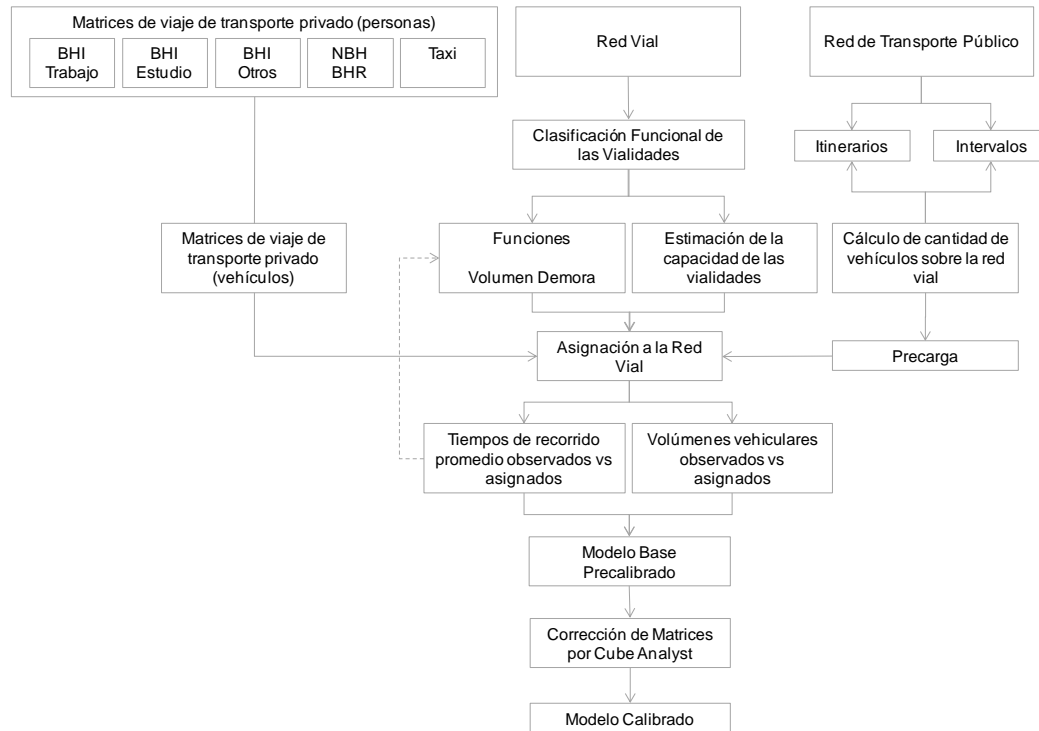 Matrices de viaje de transporte privado (personas)
BHI
Trabajo
BHI
Estudio
BHI
Otros
NBH
BHR
Taxi
Red Vial
Red de Transporte Público
Clasificación Funcional de
las Vialidades
Itinerarios
Intervalos
Matrices de viaje de
transporte privado
(vehículos)
Funciones
Volumen Demora
Estimación de la
capacidad de las
vialidades
Cálculo de cantidad de
vehículos sobre la red
vial
Asignación a la Red
Vial
Precarga
Tiempos de recorrido
promedio observados vs
asignados
Volúmenes vehiculares
observados vs
asignados
Modelo Base
Precalibrado
Corrección de Matrices
por Cube Analyst
Modelo Calibrado